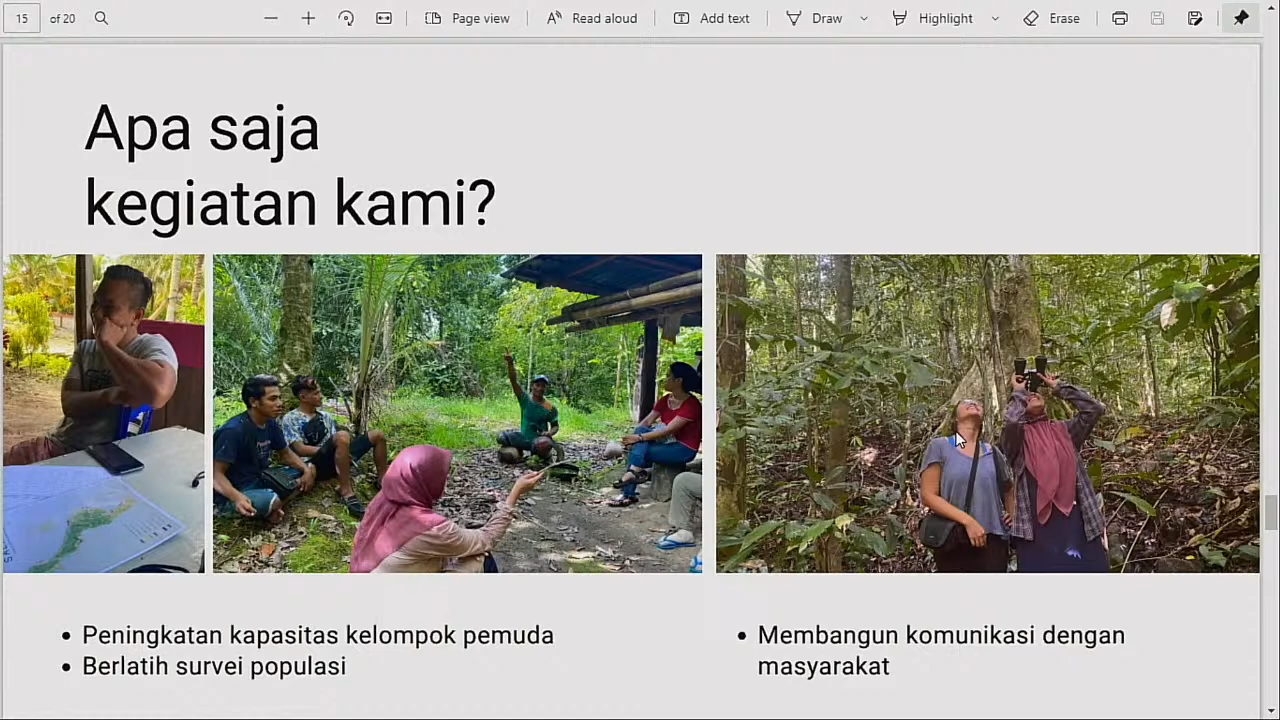 15 of 20 Page view Read aloud Add text Draw Highlight Erase
Apa saja
kegiatan kami?
Peningkatan kapasitas kelompok pemuda
Berlatih survei populasi
Membangun komunikasi dengan
masyarakat